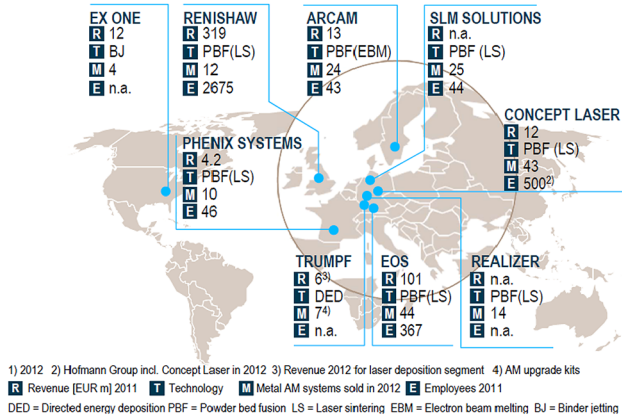 EX ONE
R 12
T BJ
M 4
E n.a.
RENISHAW
R 319
T PBF(LS)
M 12
E 2675
ARCAM
R 13
T PBF(EBM)
M 24
E 43
SLM SOLUTIONS
R n.a.
T PBF (LS)
M 25
E 44
CONCEPT LASER
R 12
T PBF (LS)
M 43
E 500²⁾
PHENIX SYSTEMS
R 4.2
T PBF(LS)
M 10
E 46
TRUMPF
R 6³⁾
T DED
M 7⁴⁾
E n.a.
EOS
R 101
T PBF(LS)
M 44
E 367
REALIZER
R n.a.
T PBF(LS)
M 14
E n.a.
1) 2012 2) Hofmann Group incl. Concept Laser in 2012 3) Revenue 2012 for laser deposition segment 4) AM upgrade kits
R Revenue [EUR m] 2011 T Technology M Metal AM systems sold in 2012 E Employees 2011
DED = Directed energy deposition PBF = Powder bed fusion LS = Laser sintering EBM = Electron beam melting BJ = Binder jetting